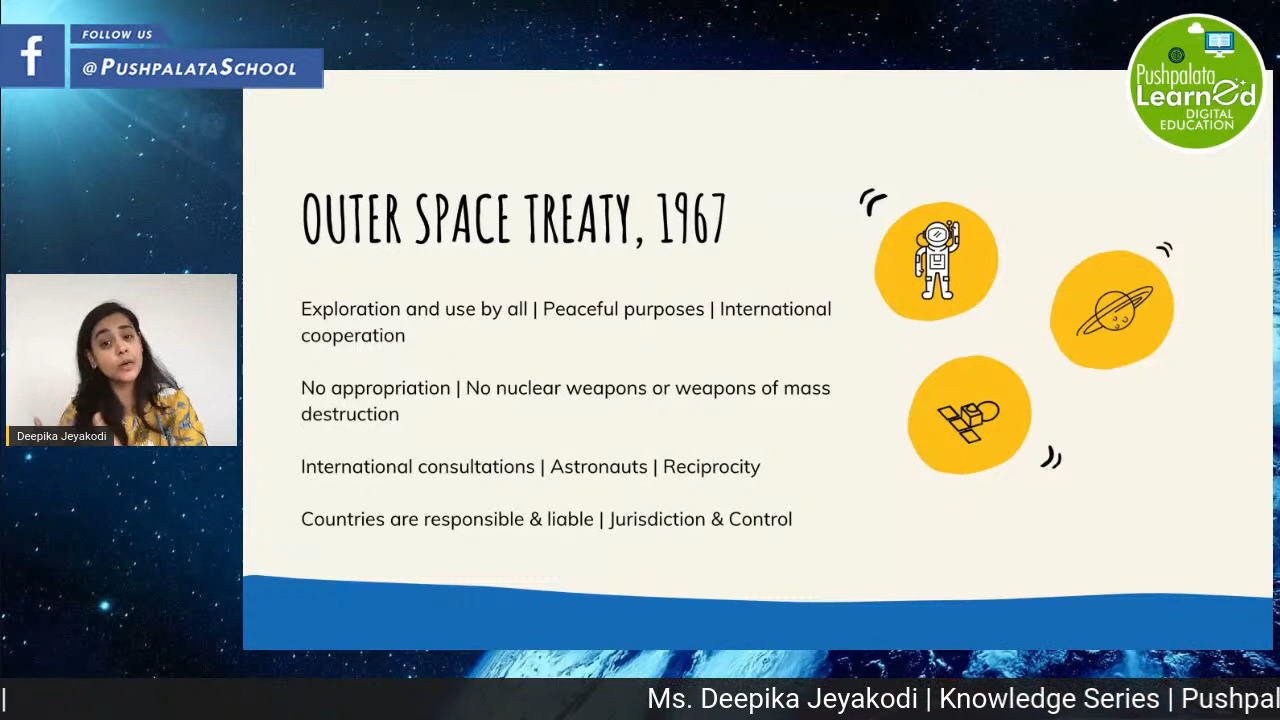 FOLLOW US
@PUSHPALATASCHOOL
Pushpalata
Learned
DIGITAL
EDUCATION
OUTER SPACE TREATY, 1967
Exploration and use by all | Peaceful purposes | International
cooperation
No appropriation | No nuclear weapons or weapons of mass
destruction
International consultations | Astronauts | Reciprocity
Countries are responsible & liable | Jurisdiction & Control
Deepika Jeyakodi
| Ms. Deepika Jeyakodi | Knowledge Series | Pushpal